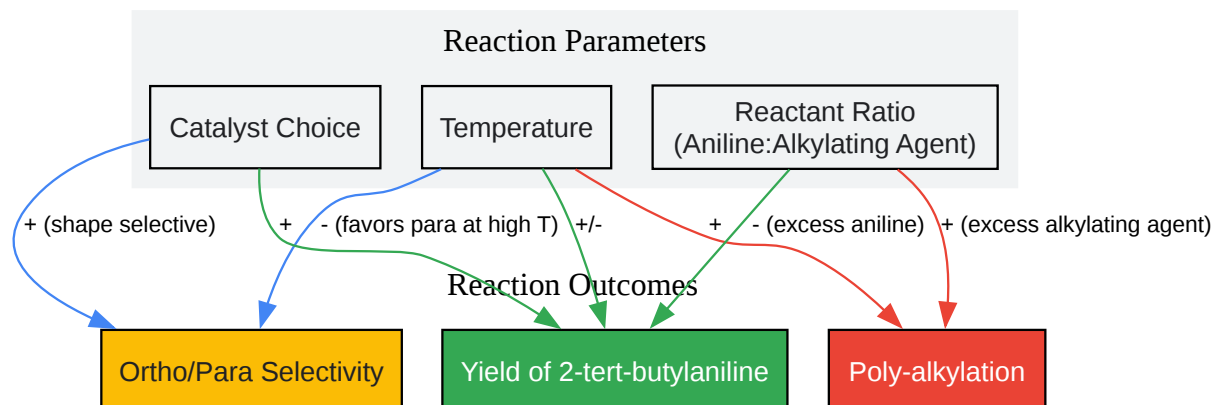 Reaction Parameters
Catalyst Choice
Temperature
Reactant Ratio
(Aniline:Alkylating Agent)
+ (shape selective)
+
- (favors para at high T)
+/-
+
- (excess aniline)
+ (excess alkylating agent)
Reaction Outcomes
Ortho/Para Selectivity
Yield of 2-tert-butylaniline
Poly-alkylation